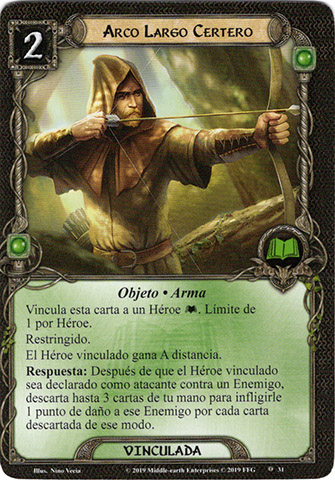 2
Arco Largo Certero
Objeto • Arma
Vincula esta carta a un Héroe . Límite de
1 por Héroe.
Restringido.
El Héroe vinculado gana A distancia.
Respuesta: Después de que el Héroe vinculado
sea declarado como atacante contra un Enemigo,
descarta hasta 3 cartas de tu mano para infligirle
1 punto de daño a ese Enemigo por cada carta
descartada de ese modo.
VINCULADA
Illus. Nino Vecia © 2019 Middle-earth Enterprises © 2019 FFG 31